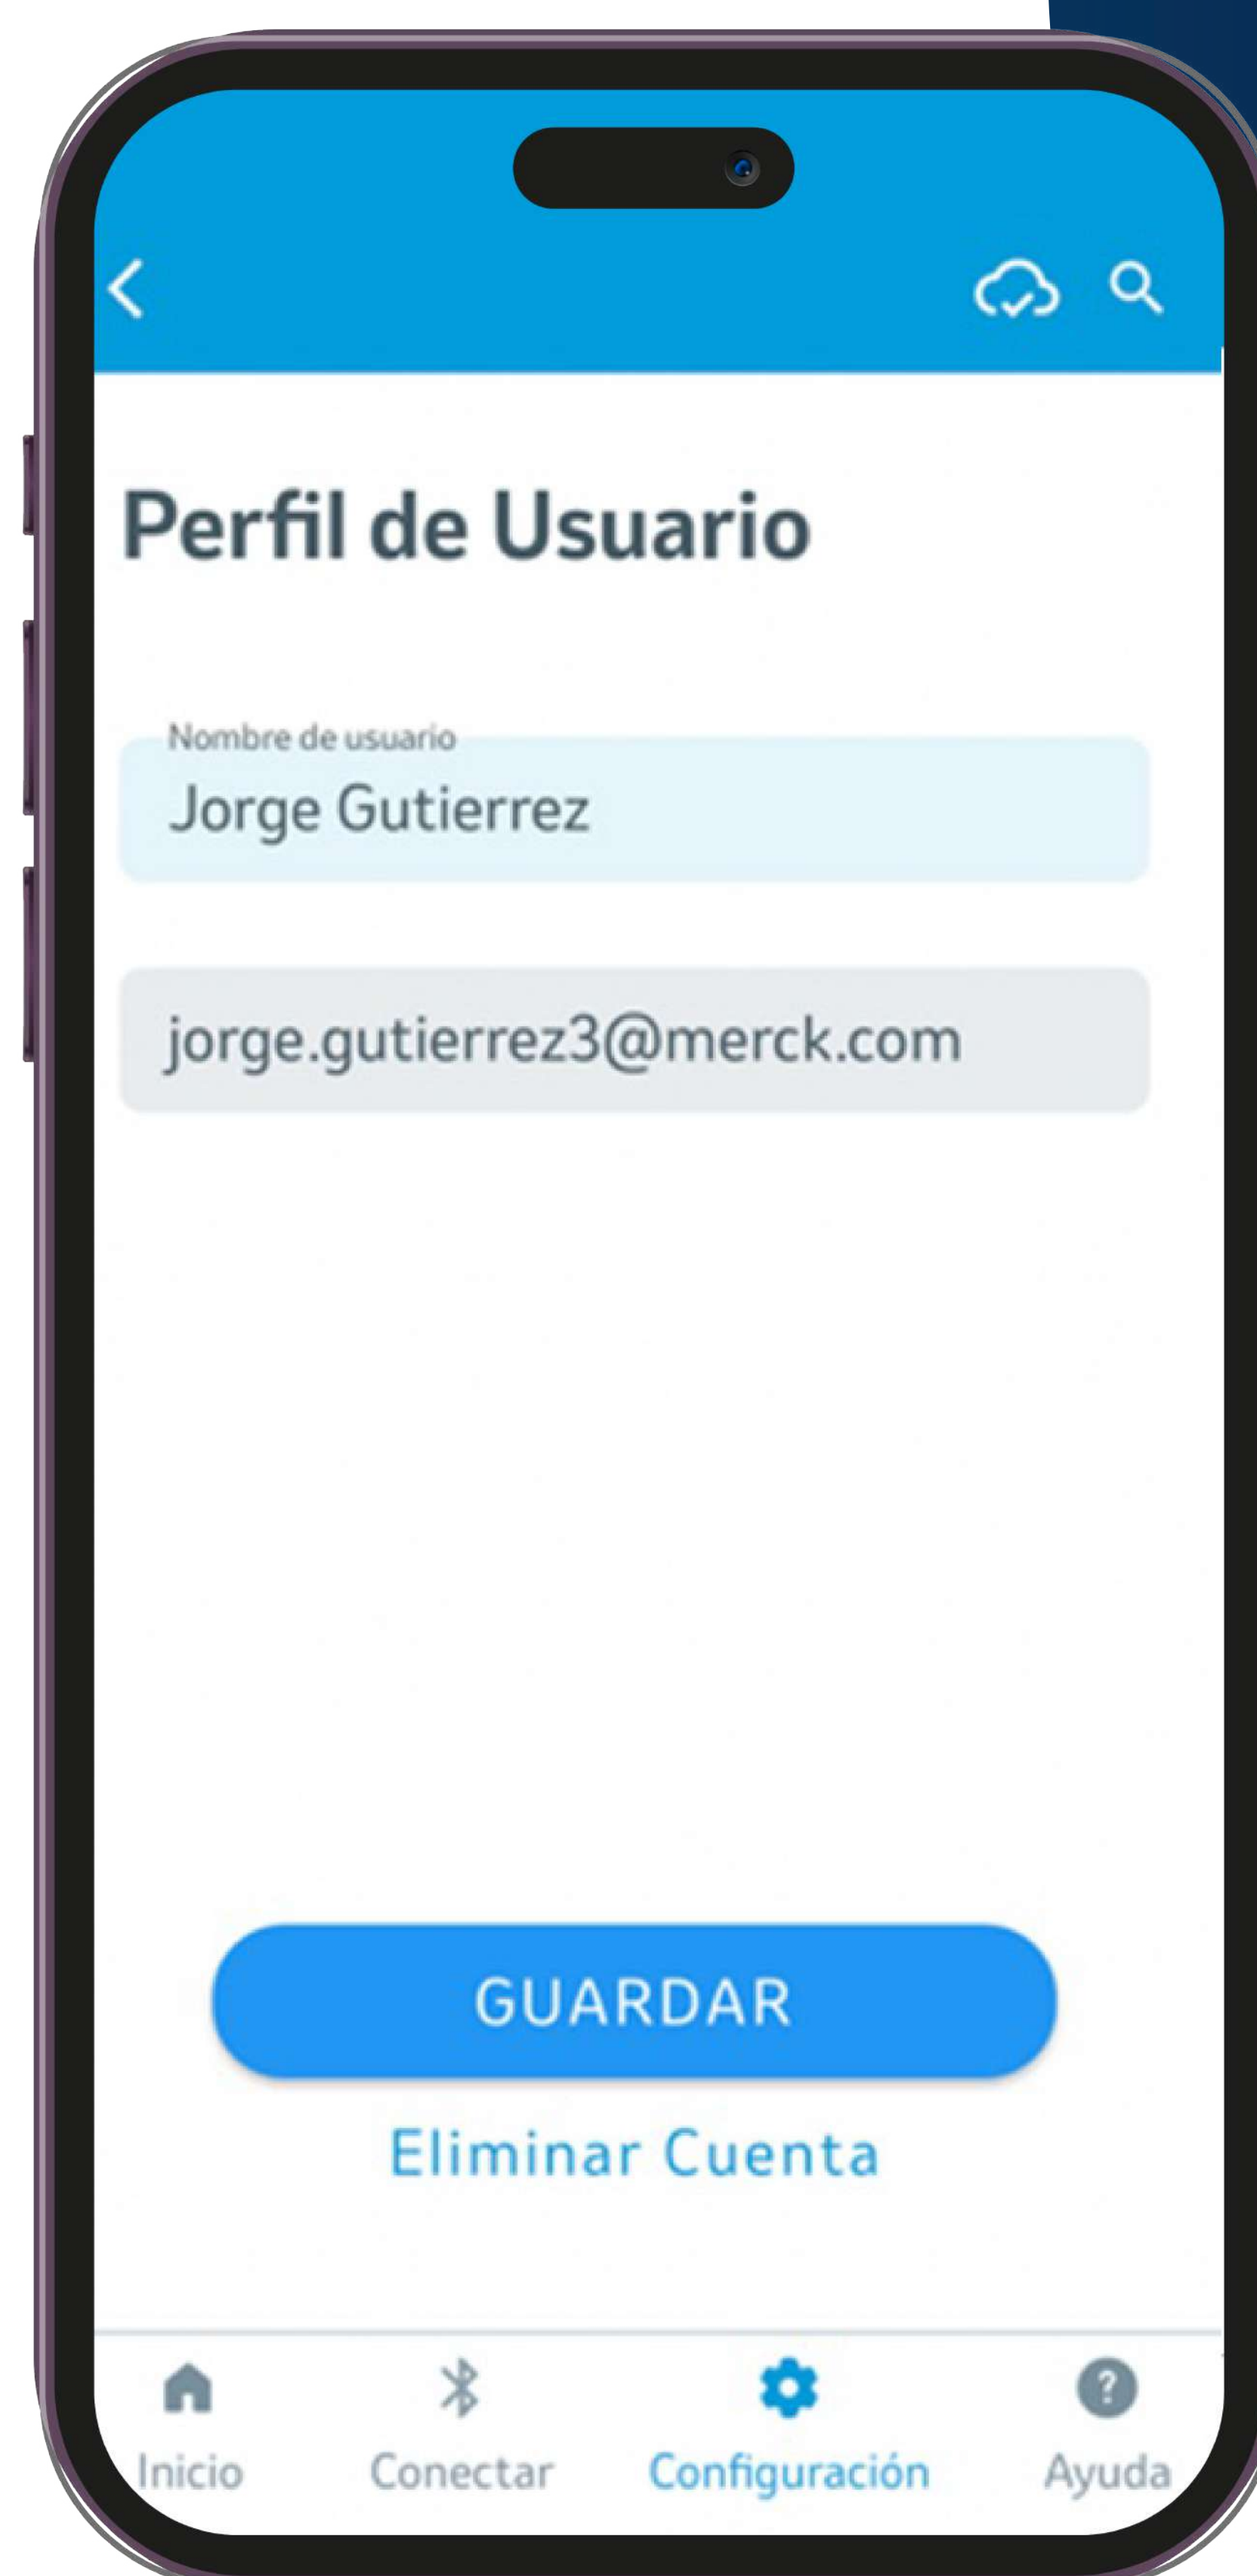 Perfil de Usuario
Nombre de usuario
Jorge Gutierrez
jorge.gutierrez3@merck.com
GUARDAR
Eliminar Cuenta
Inicio
Conectar
Configuración
Ayuda